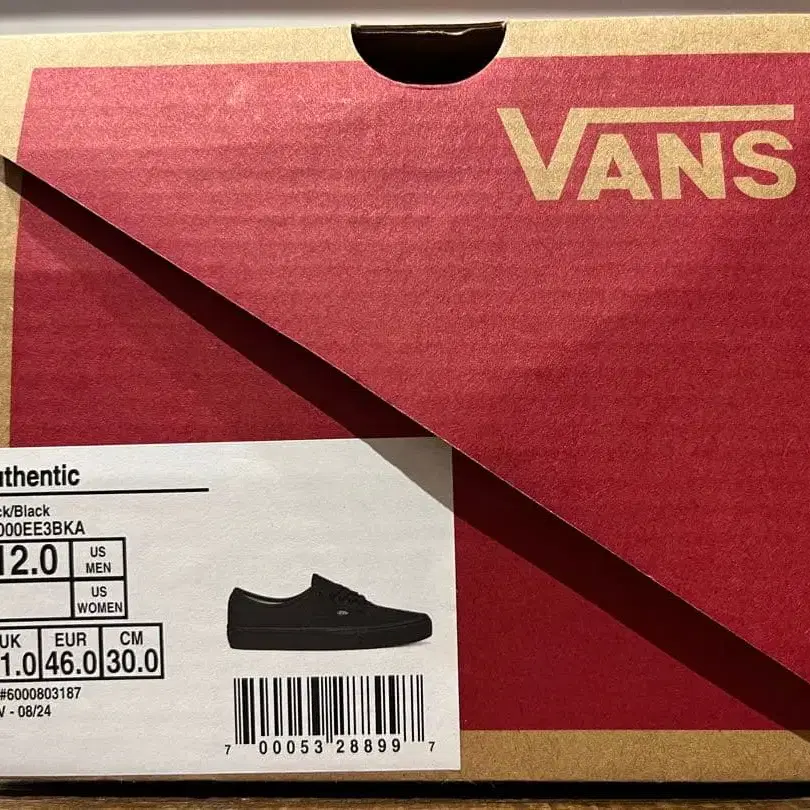 VANS
uthentic
ck/Black
000EE3BKA
12.0 US MEN
US WOMEN
UK EUR CM
1.0 46.0 30.0
#6000803187
V - 08/24
7 00053 28899 7